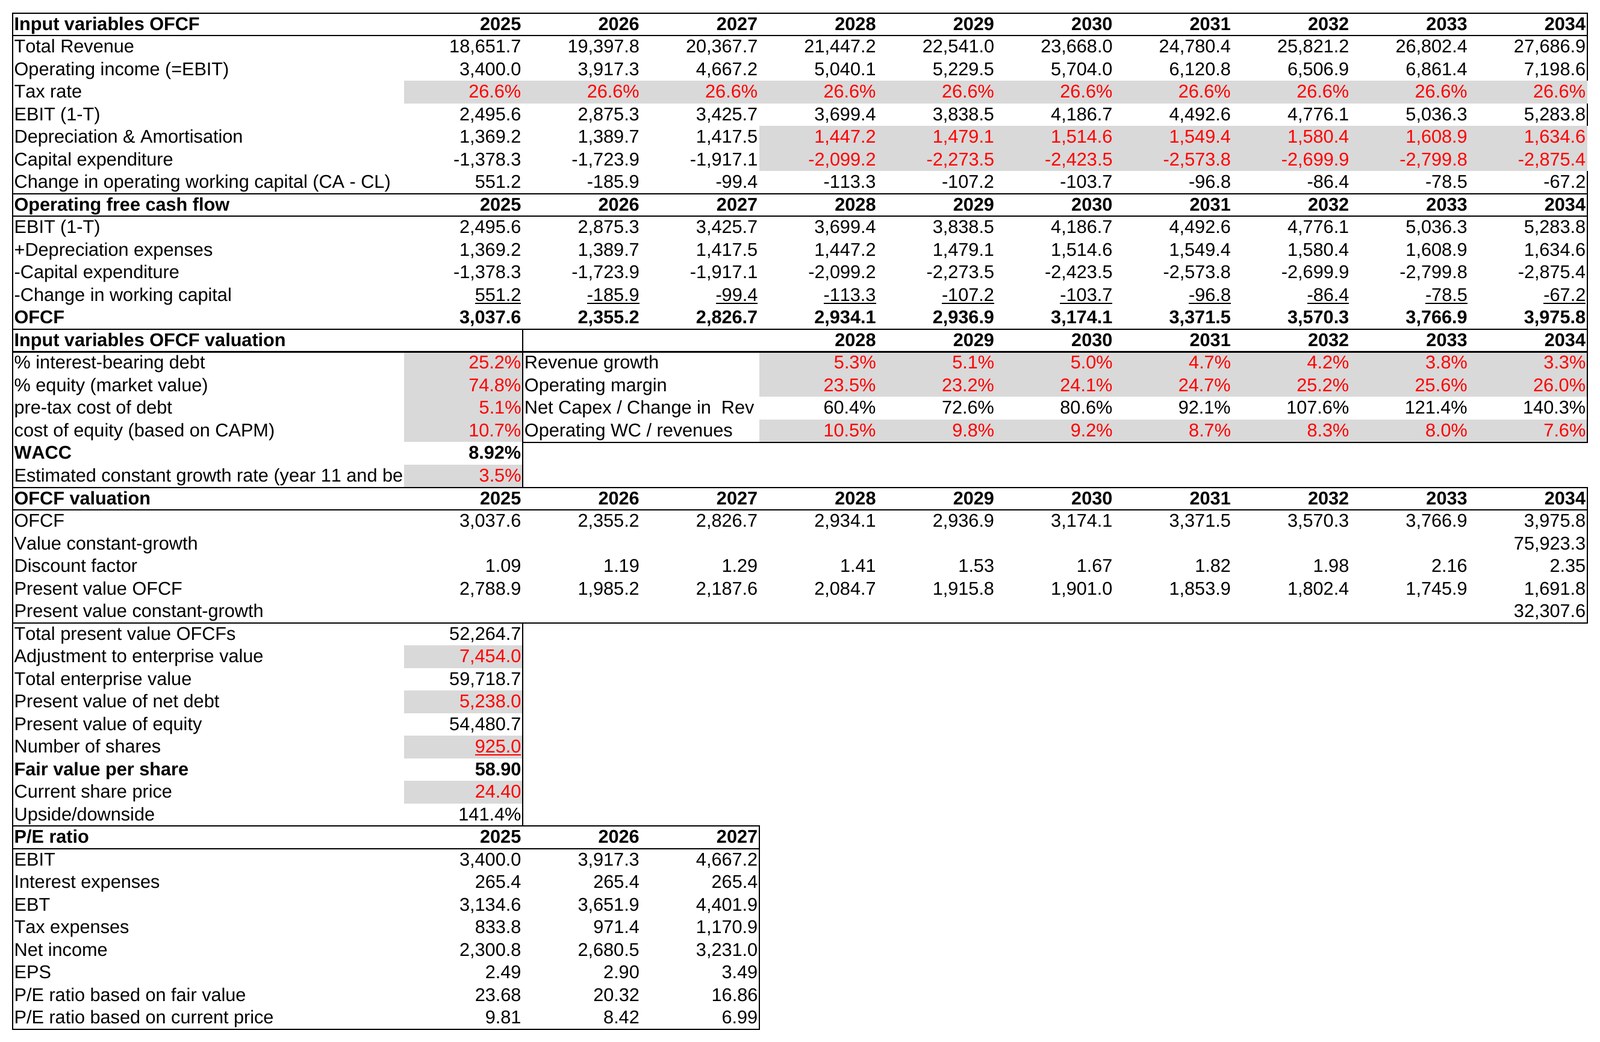 Input variables OFCF 2025 2026 2027 2028 2029 2030 2031 2032 2033 2034
Total Revenue 18,651.7 19,397.8 20,367.7 21,447.2 22,541.0 23,668.0 24,780.4 25,821.2 26,802.4 27,686.9
Operating income (=EBIT) 3,400.0 3,917.3 4,667.2 5,040.1 5,229.5 5,704.0 6,120.8 6,506.9 6,861.4 7,198.6
Tax rate 26.6% 26.6% 26.6% 26.6% 26.6% 26.6% 26.6% 26.6% 26.6% 26.6%
EBIT (1-T) 2,495.6 2,875.3 3,425.7 3,699.4 3,838.5 4,186.7 4,492.6 4,776.1 5,036.3 5,283.8
Depreciation & Amortisation 1,369.2 1,389.7 1,417.5 1,447.2 1,479.1 1,514.6 1,549.4 1,580.4 1,608.9 1,634.6
Capital expenditure -1,378.3 -1,723.9 -1,917.1 -2,099.2 -2,273.5 -2,423.5 -2,573.8 -2,699.9 -2,799.8 -2,875.4
Change in operating working capital (CA - CL) 551.2 -185.9 -99.4 -113.3 -107.2 -103.7 -96.8 -86.4 -78.5 -67.2
Operating free cash flow 2025 2026 2027 2028 2029 2030 2031 2032 2033 2034
EBIT (1-T) 2,495.6 2,875.3 3,425.7 3,699.4 3,838.5 4,186.7 4,492.6 4,776.1 5,036.3 5,283.8
+Depreciation expenses 1,369.2 1,389.7 1,417.5 1,447.2 1,479.1 1,514.6 1,549.4 1,580.4 1,608.9 1,634.6
-Capital expenditure -1,378.3 -1,723.9 -1,917.1 -2,099.2 -2,273.5 -2,423.5 -2,573.8 -2,699.9 -2,799.8 -2,875.4
-Change in working capital 551.2 -185.9 -99.4 -113.3 -107.2 -103.7 -96.8 -86.4 -78.5 -67.2
OFCF 3,037.6 2,355.2 2,826.7 2,934.1 2,936.9 3,174.1 3,371.5 3,570.3 3,766.9 3,975.8
Input variables OFCF valuation 2028 2029 2030 2031 2032 2033 2034
% interest-bearing debt 25.2% Revenue growth 5.3% 5.1% 5.0% 4.7% 4.2% 3.8% 3.3%
% equity (market value) 74.8% Operating margin 23.5% 23.2% 24.1% 24.7% 25.2% 25.6% 26.0%
pre-tax cost of debt 5.1% Net Capex / Change in Rev 60.4% 72.6% 80.6% 92.1% 107.6% 121.4% 140.3%
cost of equity (based on CAPM) 10.7% Operating WC / revenues 10.5% 9.8% 9.2% 8.7% 8.3% 8.0% 7.6%
WACC 8.92%
Estimated constant growth rate (year 11 and be 3.5%
OFCF valuation 2025 2026 2027 2028 2029 2030 2031 2032 2033 2034
OFCF 3,037.6 2,355.2 2,826.7 2,934.1 2,936.9 3,174.1 3,371.5 3,570.3 3,766.9 3,975.8
Value constant-growth 75,923.3
Discount factor 1.09 1.19 1.29 1.41 1.53 1.67 1.82 1.98 2.16 2.35
Present value OFCF 2,788.9 1,985.2 2,187.6 2,084.7 1,915.8 1,901.0 1,853.9 1,802.4 1,745.9 1,691.8
Present value constant-growth 32,307.6
Total present value OFCFs 52,264.7
Adjustment to enterprise value 7,454.0
Total enterprise value 59,718.7
Present value of net debt 5,238.0
Present value of equity 54,480.7
Number of shares 925.0
Fair value per share 58.90
Current share price 24.40
Upside/downside 141.4%
P/E ratio 2025 2026 2027
EBIT 3,400.0 3,917.3 4,667.2
Interest expenses 265.4 265.4 265.4
EBT 3,134.6 3,651.9 4,401.9
Tax expenses 833.8 971.4 1,170.9
Net income 2,300.8 2,680.5 3,231.0
EPS 2.49 2.90 3.49
P/E ratio based on fair value 23.68 20.32 16.86
P/E ratio based on current price 9.81 8.42 6.99